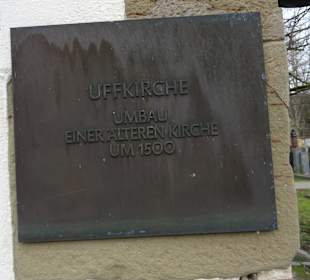 UFFKIRCHE
UMBAU
EINER ÄLTEREN KIRCHE
UM 1500